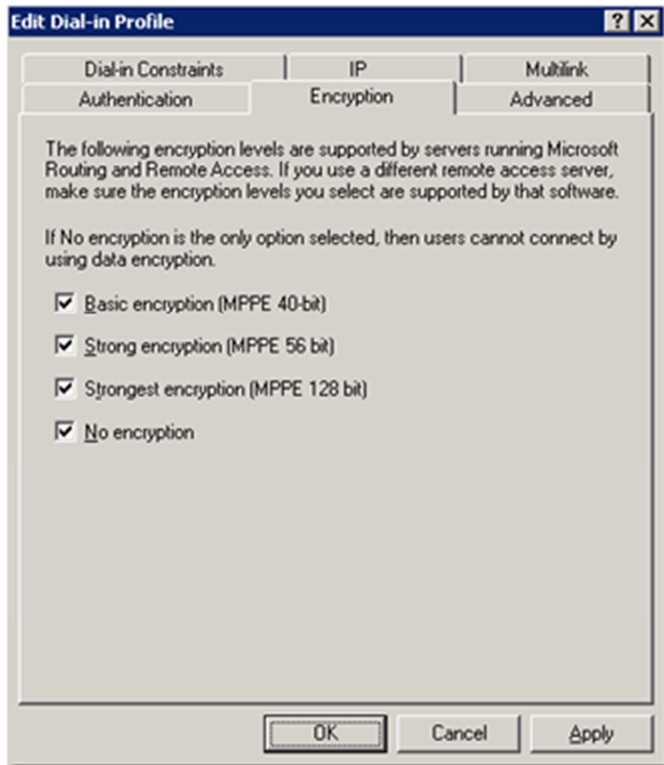 Edit Dial-in Profile
Dial-in Constraints IP Multilink
Authentication Encryption Advanced
The following encryption levels are supported by servers running Microsoft
Routing and Remote Access. If you use a different remote access server,
make sure the encryption levels you select are supported by that software.
If No encryption is the only option selected, then users cannot connect by
using data encryption.
Basic encryption (MPPE 40-bit)
Strong encryption (MPPE 56 bit)
Strongest encryption (MPPE 128 bit)
No encryption
OK Cancel Apply